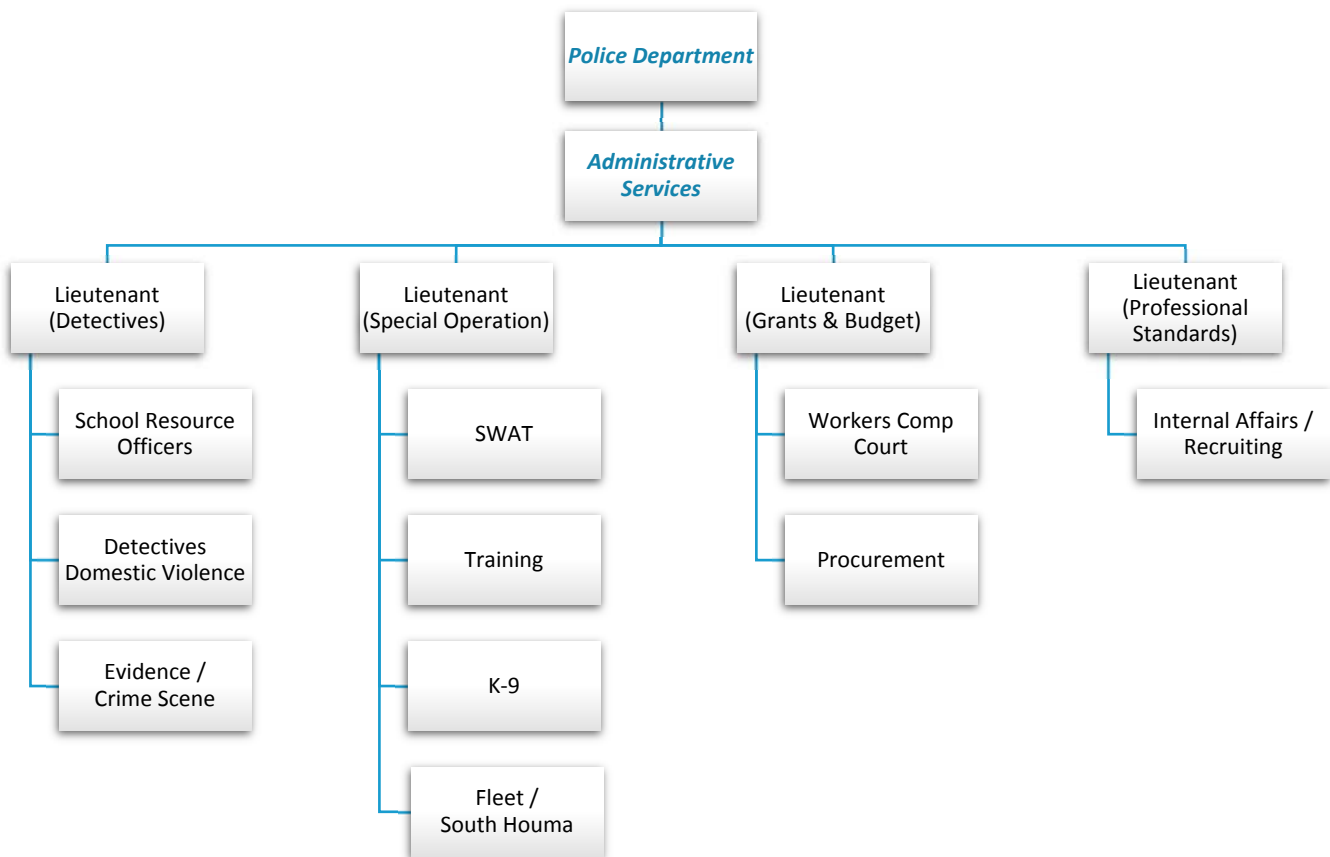 Police Department
Administrative
Services
Lieutenant
(Detectives)
Lieutenant
(Special Operation)
Lieutenant
(Grants & Budget)
Lieutenant
(Professional
Standards)
School Resource
Officers
SWAT
Workers Comp
Court
Internal Affairs /
Recruiting
Detectives
Domestic Violence
Training
Procurement
Evidence /
Crime Scene
K-9
Fleet /
South Houma